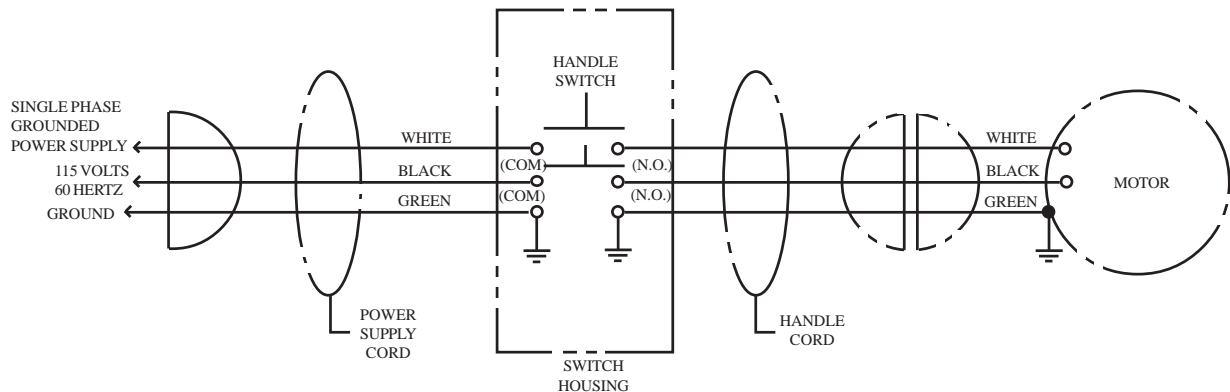 HANDLE
SWITCH
SINGLE PHASE
GROUNDED
POWER SUPPLY
115 VOLTS
60 HERTZ
GROUND
WHITE
BLACK
GREEN
(COM)
(COM)
(N.O.)
(N.O.)
WHITE
BLACK
GREEN
MOTOR
POWER
SUPPLY
CORD
SWITCH
HOUSING
HANDLE
CORD